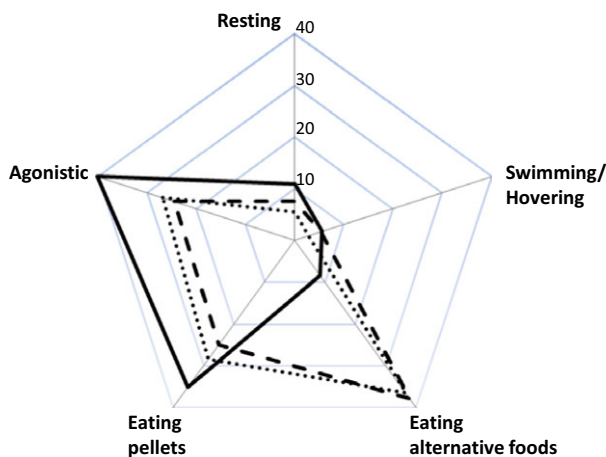 Resting
40
30
20
10
Agonistic
Swimming/
Hovering
Eating
pellets
Eating
alternative foods